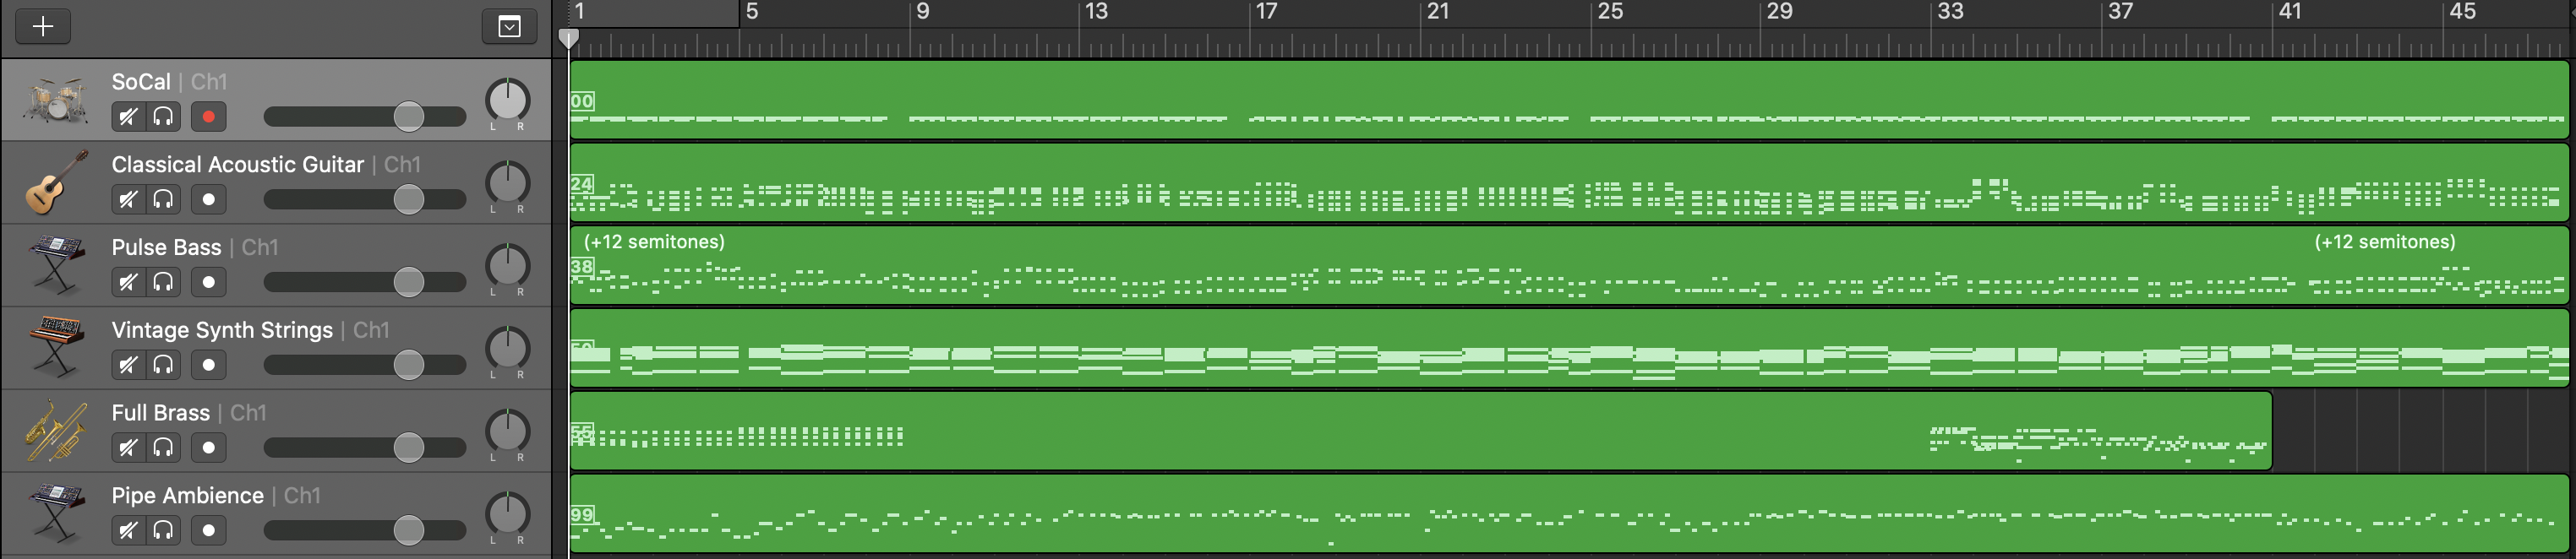 1 5 9 13 17 21 25 29 33 37 41 45
SoCal | Ch1
L R
00
Classical Acoustic Guitar | Ch1
L R
24
Pulse Bass | Ch1
L R
(+12 semitones) (+12 semitones)
38
Vintage Synth Strings | Ch1
L R
50
Full Brass | Ch1
L R
55
Pipe Ambience | Ch1
L R
99